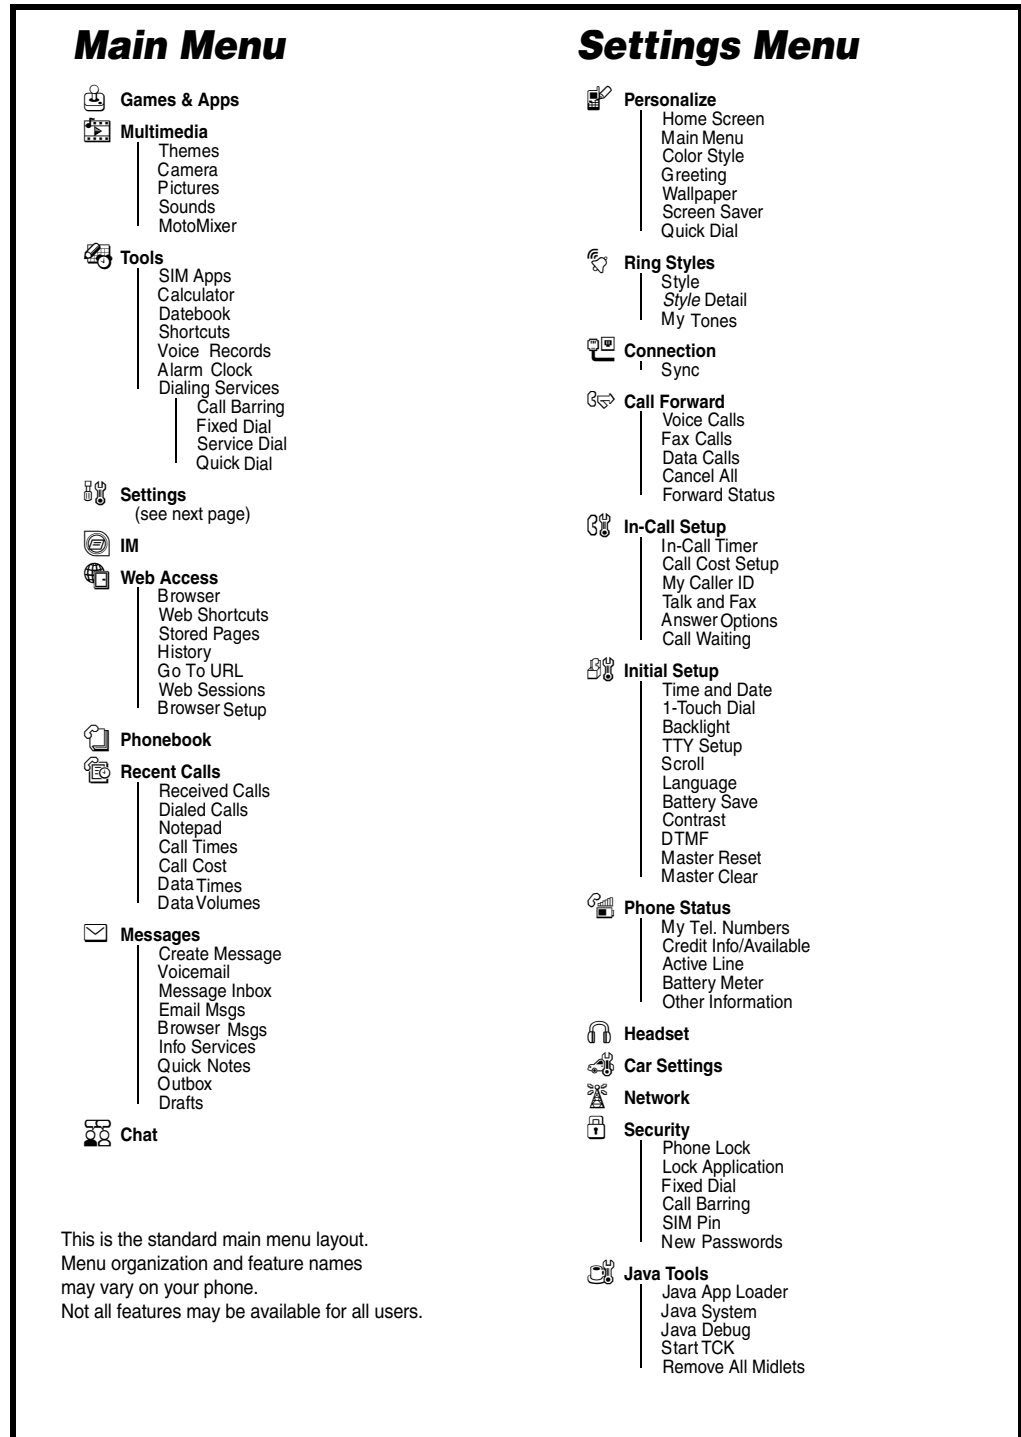 Main Menu
Games & Apps
Multimedia
Themes
Camera
Pictures
Sounds
MotoMixer
Tools
SIM Apps
Calculator
Datebook
Shortcuts
Voice Records
Alarm Clock
Dialing Services
Call Barring
Fixed Dial
Service Dial
Quick Dial
Settings
(see next page)
IM
Web Access
Browser
Web Shortcuts
Stored Pages
History
Go To URL
Web Sessions
Browser Setup
Phonebook
Recent Calls
Received Calls
Dialed Calls
Notepad
Call Times
Call Cost
Data Times
Data Volumes
Messages
Create Message
Voicemail
Message Inbox
Email Msgs
Browser Msgs
Info Services
Quick Notes
Outbox
Drafts
Chat
This is the standard main menu layout.
Menu organization and feature names
may vary on your phone.
Not all features may be available for all users.
Settings Menu
Personalize
Home Screen
Main Menu
Color Style
Greeting
Wallpaper
Screen Saver
Quick Dial
Ring Styles
Style
Style Detail
My Tones
Connection
Sync
Call Forward
Voice Calls
Fax Calls
Data Calls
Cancel All
Forward Status
In-Call Setup
In-Call Timer
Call Cost Setup
My Caller ID
Talk and Fax
Answer Options
Call Waiting
Initial Setup
Time and Date
1-Touch Dial
Backlight
TTY Setup
Scroll
Language
Battery Save
Contrast
DTMF
Master Reset
Master Clear
Phone Status
My Tel. Numbers
Credit Info/Available
Active Line
Battery Meter
Other Information
Headset
Car Settings
Network
Security
Phone Lock
Lock Application
Fixed Dial
Call Barring
SIM Pin
New Passwords
Java Tools
Java App Loader
Java System
Java Debug
Start TCK
Remove All Midlets